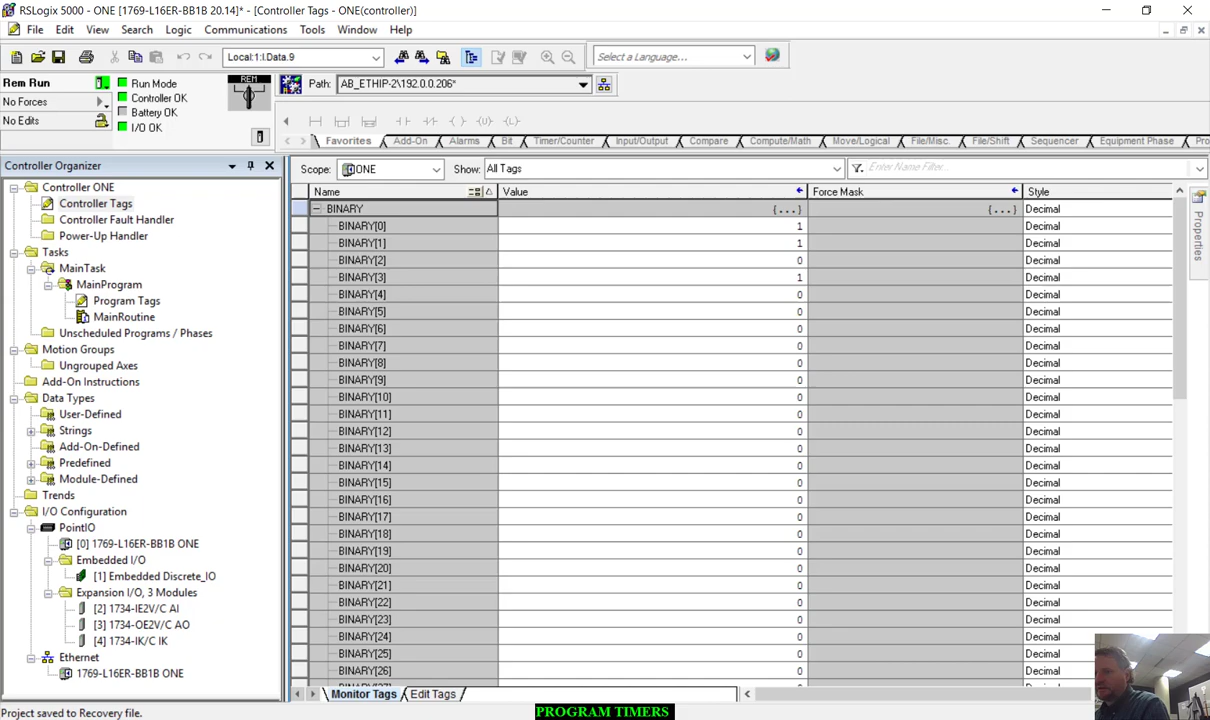 RSLogix 5000 - ONE [1769-L16ER-BB1B 20.14]* - [Controller Tags - ONE(controller)]
File Edit View Search Logic Communications Tools Window Help
Local:1:I.Data.9
Select a Language...
Rem Run
No Forces
No Edits
Run Mode
Controller OK
Battery OK
I/O OK
REM
Path: AB_ETHIP-2\192.0.0.206*
Favorites Add-On Alarms Bit Timer/Counter Input/Output Compare Compute/Math Move/Logical File/Misc. File/Shift Sequencer Equipment Phase Pro
Controller Organizer
Controller ONE
Controller Tags
Controller Fault Handler
Power-Up Handler
Tasks
MainTask
MainProgram
Program Tags
MainRoutine
Unscheduled Programs / Phases
Motion Groups
Ungrouped Axes
Add-On Instructions
Data Types
User-Defined
Strings
Add-On-Defined
Predefined
Module-Defined
Trends
I/O Configuration
PointIO
[0] 1769-L16ER-BB1B ONE
Embedded I/O
[1] Embedded Discrete_IO
Expansion I/O, 3 Modules
[2] 1734-IE2V/C AI
[3] 1734-OE2V/C AO
[4] 1734-IK/C IK
Ethernet
1769-L16ER-BB1B ONE
Scope: ONE Show: All Tags Enter Name Filter...
Name Value Force Mask Style
BINARY {...} {...} Decimal
BINARY[0] 1 Decimal
BINARY[1] 1 Decimal
BINARY[2] 0 Decimal
BINARY[3] 1 Decimal
BINARY[4] 0 Decimal
BINARY[5] 0 Decimal
BINARY[6] 0 Decimal
BINARY[7] 0 Decimal
BINARY[8] 0 Decimal
BINARY[9] 0 Decimal
BINARY[10] 0 Decimal
BINARY[11] 0 Decimal
BINARY[12] 0 Decimal
BINARY[13] 0 Decimal
BINARY[14] 0 Decimal
BINARY[15] 0 Decimal
BINARY[16] 0 Decimal
BINARY[17] 0 Decimal
BINARY[18] 0 Decimal
BINARY[19] 0 Decimal
BINARY[20] 0 Decimal
BINARY[21] 0 Decimal
BINARY[22] 0 Decimal
BINARY[23] 0 Decimal
BINARY[24] 0 Decimal
BINARY[25] 0 Decimal
BINARY[26] 0 Decimal
Properties
Monitor Tags Edit Tags
Project saved to Recovery file.
PROGRAM TIMERS